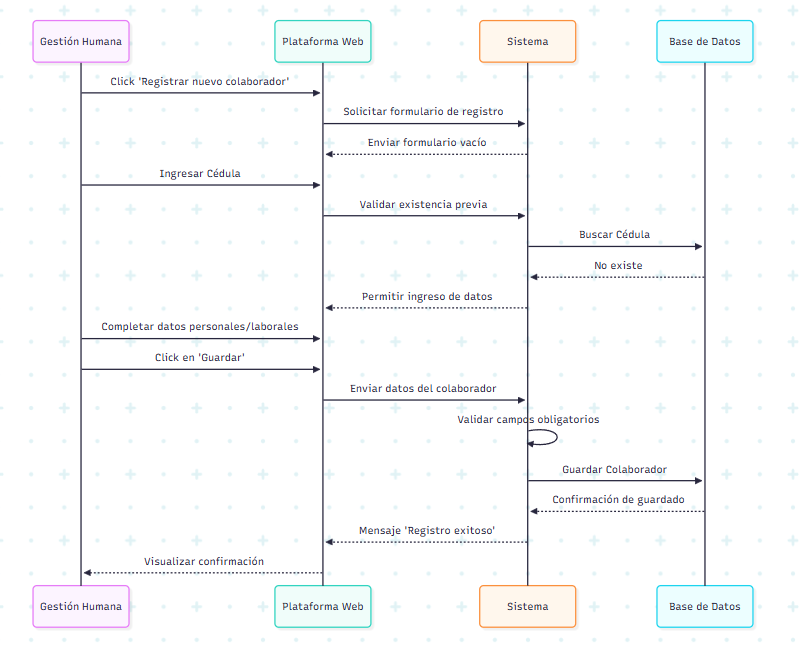 Gestión Humana
Plataforma Web
Sistema
Base de Datos
Click 'Registrar nuevo colaborador'
Solicitar formulario de registro
Enviar formulario vacío
Ingresar Cédula
Validar existencia previa
Buscar Cédula
No existe
Permitir ingreso de datos
Completar datos personales/laborales
Click en 'Guardar'
Enviar datos del colaborador
Validar campos obligatorios
Guardar Colaborador
Confirmación de guardado
Mensaje 'Registro exitoso'
Visualizar confirmación
Gestión Humana
Plataforma Web
Sistema
Base de Datos